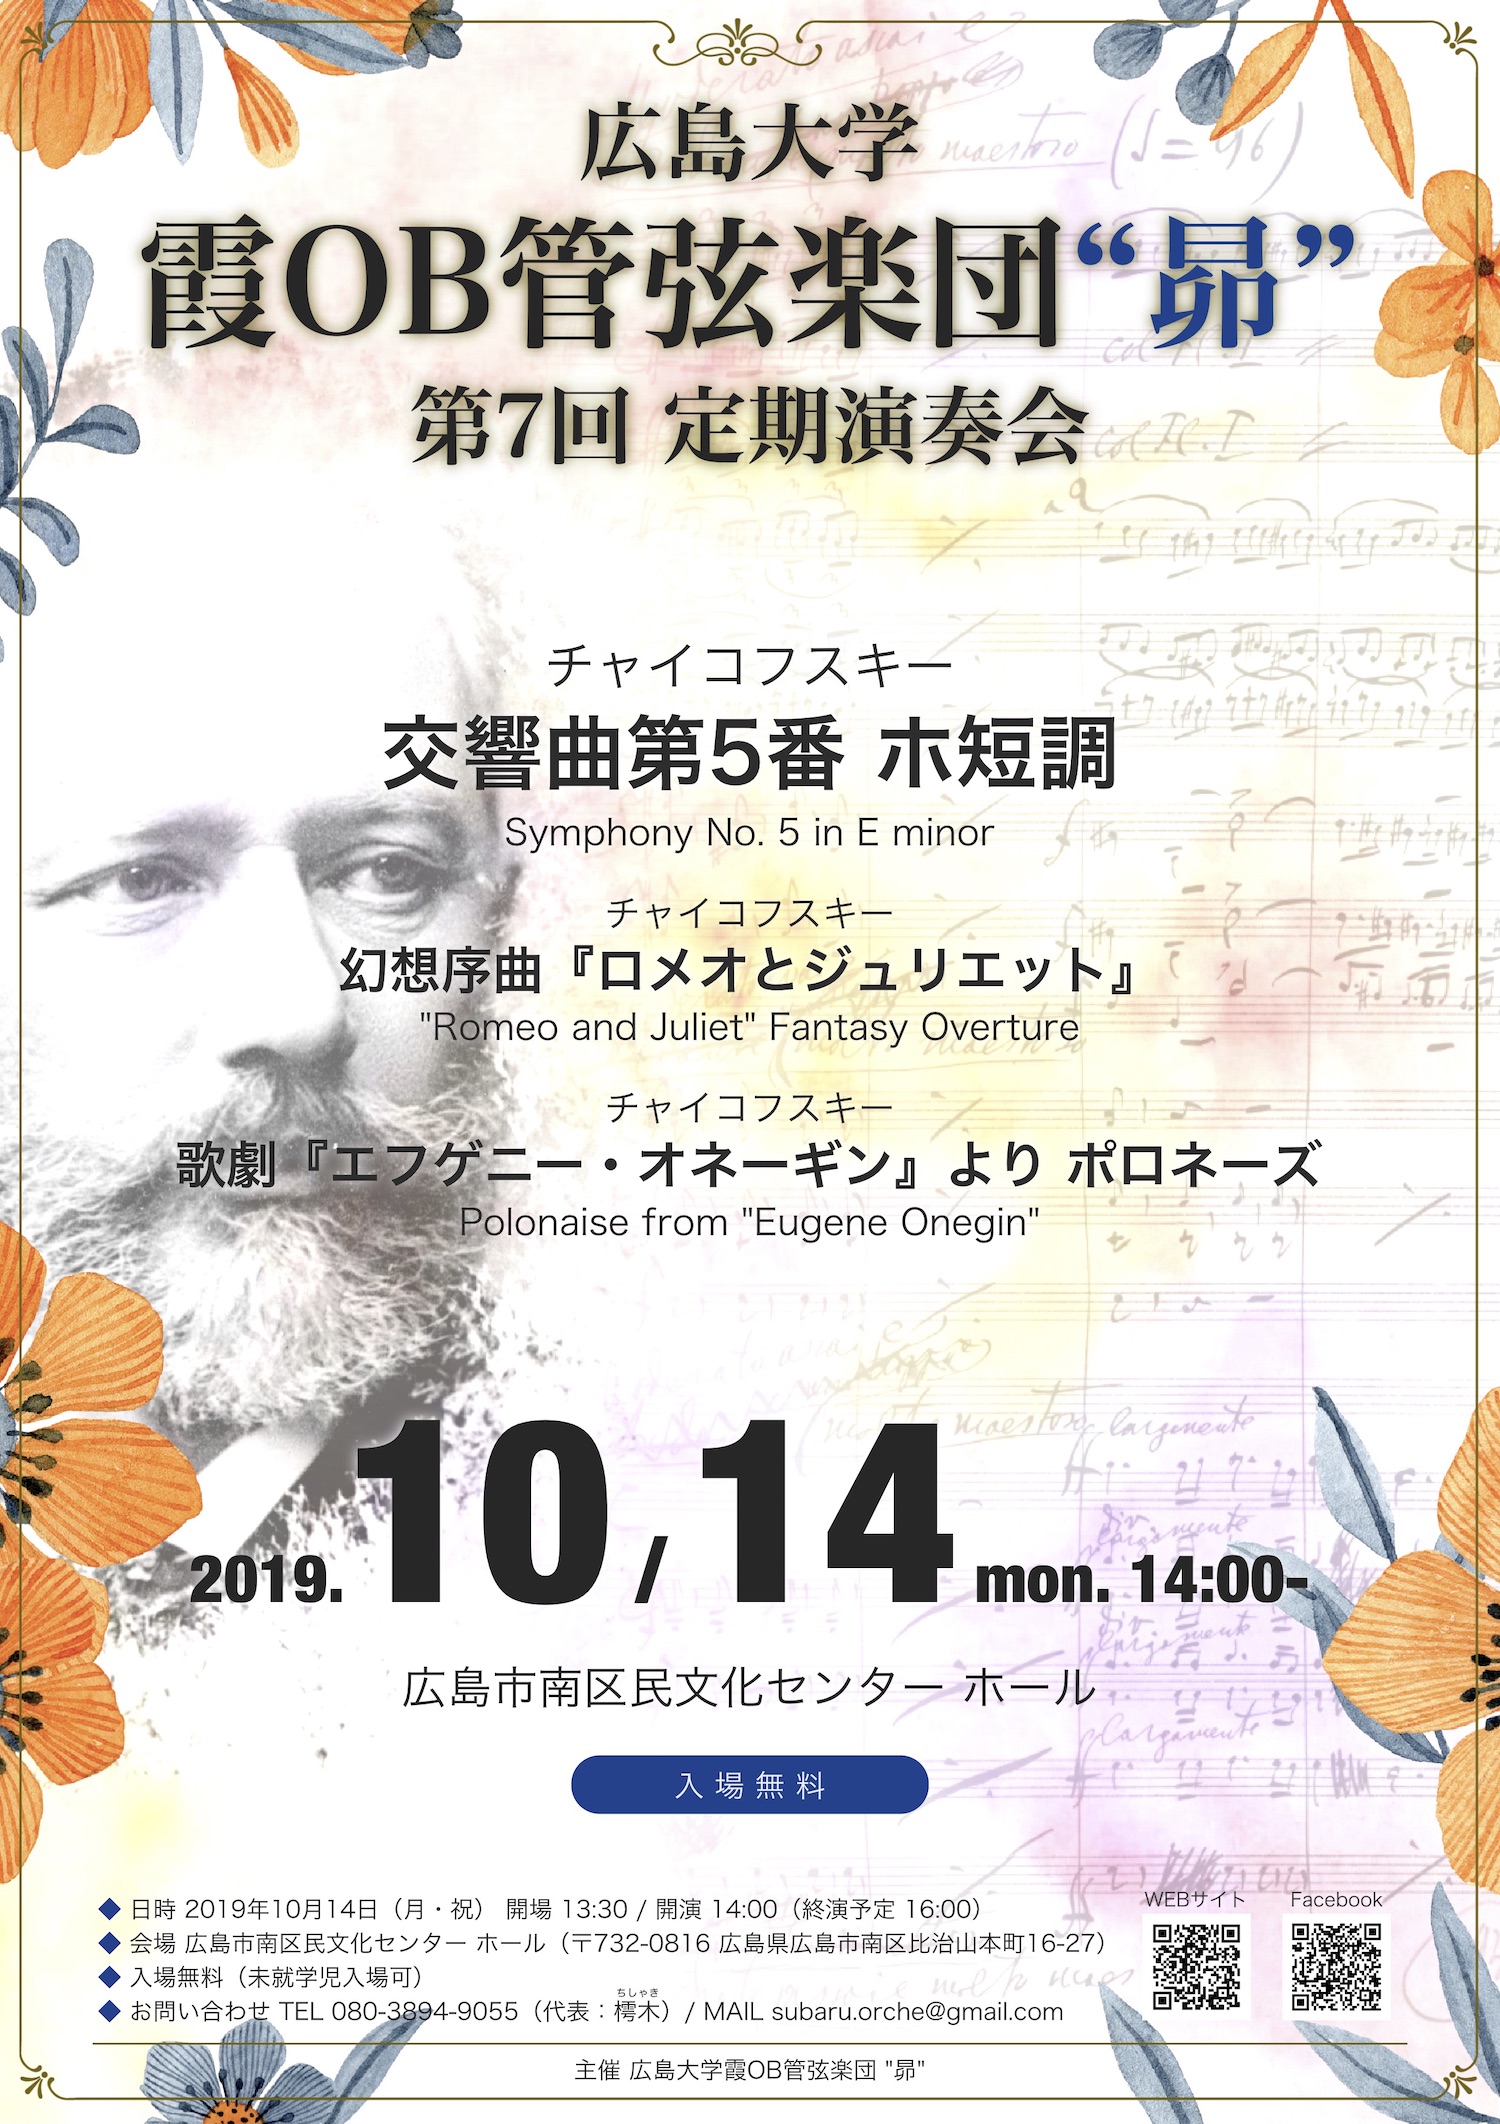 広島大学
霞OB管弦楽団“昴”
第7回 定期演奏会
チャイコフスキー
交響曲第5番 ホ短調
Symphony No. 5 in E minor
チャイコフスキー
幻想序曲『ロメオとジュリエット』
"Romeo and Juliet" Fantasy Overture
チャイコフスキー
歌劇『エフゲニー・オネーギン』より ポロネーズ
Polonaise from "Eugene Onegin"
2019. 10/14 mon. 14:00-
広島市南区民文化センター ホール
入場無料
◆ 日時 2019年10月14日（月・祝） 開場 13:30 / 開演 14:00（終演予定 16:00）
◆ 会場 広島市南区民文化センター ホール（〒732-0816 広島県広島市南区比治山本町16-27）
◆ 入場無料（未就学児入場可）
ちしゃき
◆ お問い合わせ TEL 080-3894-9055（代表：樗木）/ MAIL subaru.orche@gmail.com
WEBサイト
Facebook
主催 広島大学霞OB管弦楽団 "昴"
largamente
largamente
largamente